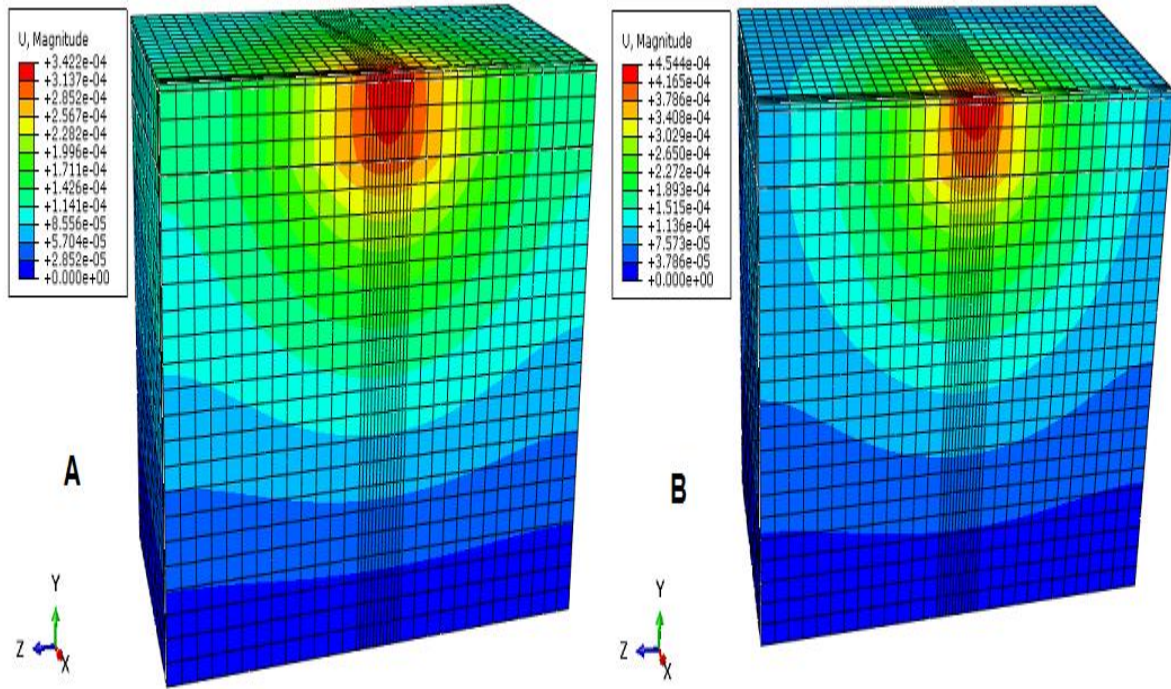 U, Magnitude
+3.422e-04
+3.137e-04
+2.852e-04
+2.567e-04
+2.282e-04
+1.996e-04
+1.711e-04
+1.426e-04
+1.141e-04
+8.556e-05
+5.704e-05
+2.852e-05
+0.000e+00
A
Y
Z
X
U, Magnitude
+4.544e-04
+4.165e-04
+3.786e-04
+3.408e-04
+3.029e-04
+2.650e-04
+2.272e-04
+1.893e-04
+1.515e-04
+1.136e-04
+7.573e-05
+3.786e-05
+0.000e+00
B
Y
Z
X